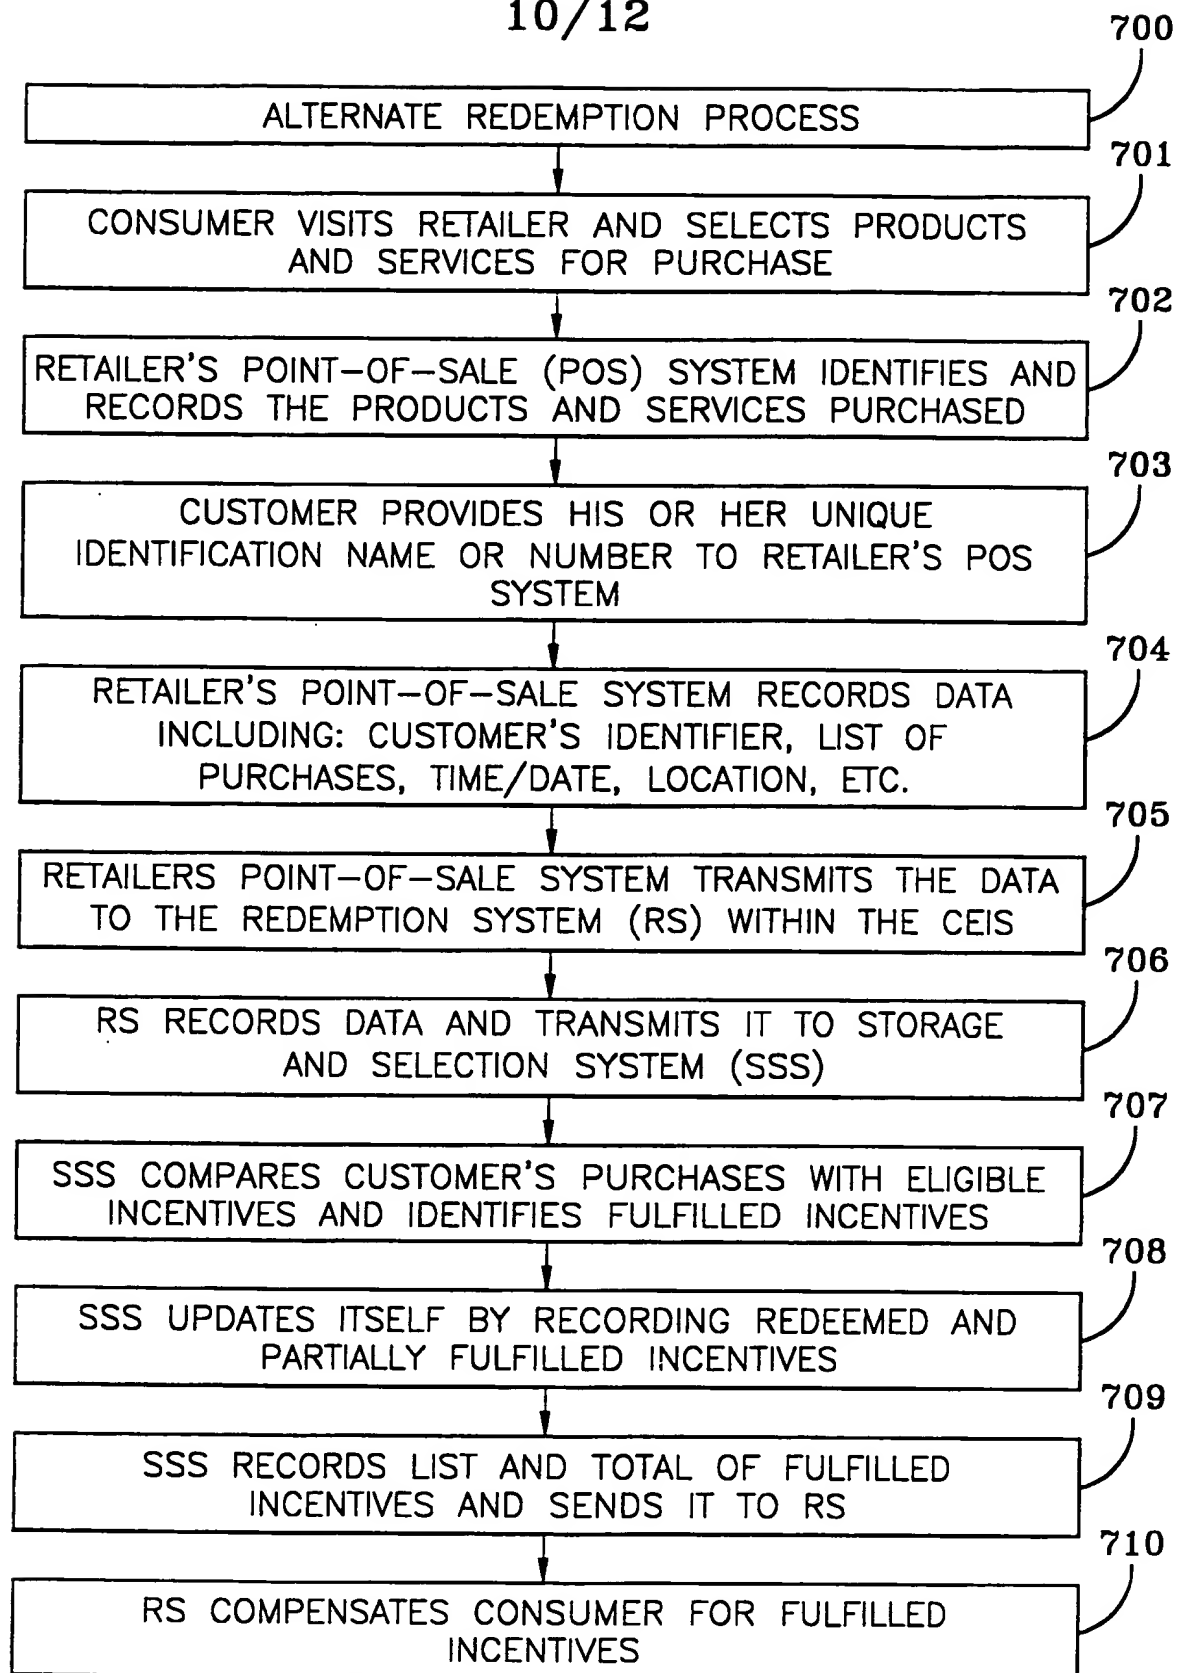 10/12
700
ALTERNATE REDEMPTION PROCESS
701
CONSUMER VISITS RETAILER AND SELECTS PRODUCTS
AND SERVICES FOR PURCHASE
702
RETAILER'S POINT-OF-SALE (POS) SYSTEM IDENTIFIES AND
RECORDS THE PRODUCTS AND SERVICES PURCHASED
703
CUSTOMER PROVIDES HIS OR HER UNIQUE
IDENTIFICATION NAME OR NUMBER TO RETAILER'S POS
SYSTEM
704
RETAILER'S POINT-OF-SALE SYSTEM RECORDS DATA
INCLUDING: CUSTOMER'S IDENTIFIER, LIST OF
PURCHASES, TIME/DATE, LOCATION, ETC.
705
RETAILERS POINT-OF-SALE SYSTEM TRANSMITS THE DATA
TO THE REDEMPTION SYSTEM (RS) WITHIN THE CEIS
706
RS RECORDS DATA AND TRANSMITS IT TO STORAGE
AND SELECTION SYSTEM (SSS)
707
SSS COMPARES CUSTOMER'S PURCHASES WITH ELIGIBLE
INCENTIVES AND IDENTIFIES FULFILLED INCENTIVES
708
SSS UPDATES ITSELF BY RECORDING REDEEMED AND
PARTIALLY FULFILLED INCENTIVES
709
SSS RECORDS LIST AND TOTAL OF FULFILLED
INCENTIVES AND SENDS IT TO RS
710
RS COMPENSATES CONSUMER FOR FULFILLED
INCENTIVES